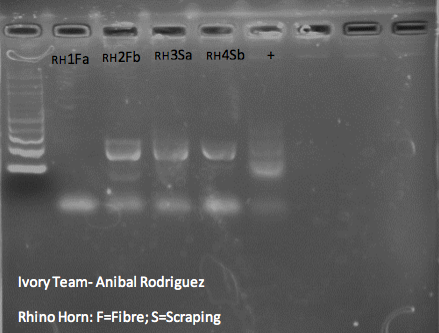 RH1Fa RH2Fb RH3Sa RH4Sb +
Ivory Team- Anibal Rodriguez
Rhino Horn: F=Fibre; S=Scraping